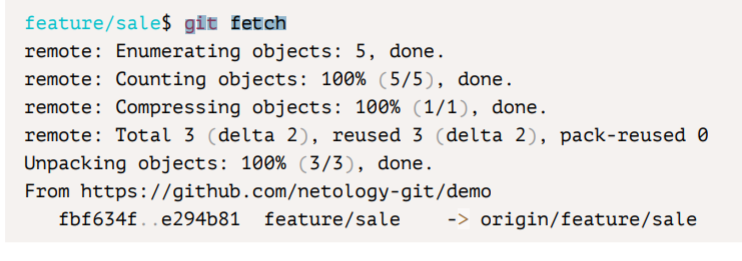 feature/sale$ git fetch
remote: Enumerating objects: 5, done.
remote: Counting objects: 100% (5/5), done.
remote: Compressing objects: 100% (1/1), done.
remote: Total 3 (delta 2), reused 3 (delta 2), pack-reused 0
Unpacking objects: 100% (3/3), done.
From https://github.com/netology-git/demo
   fbf634f..e294b81  feature/sale    -> origin/feature/sale